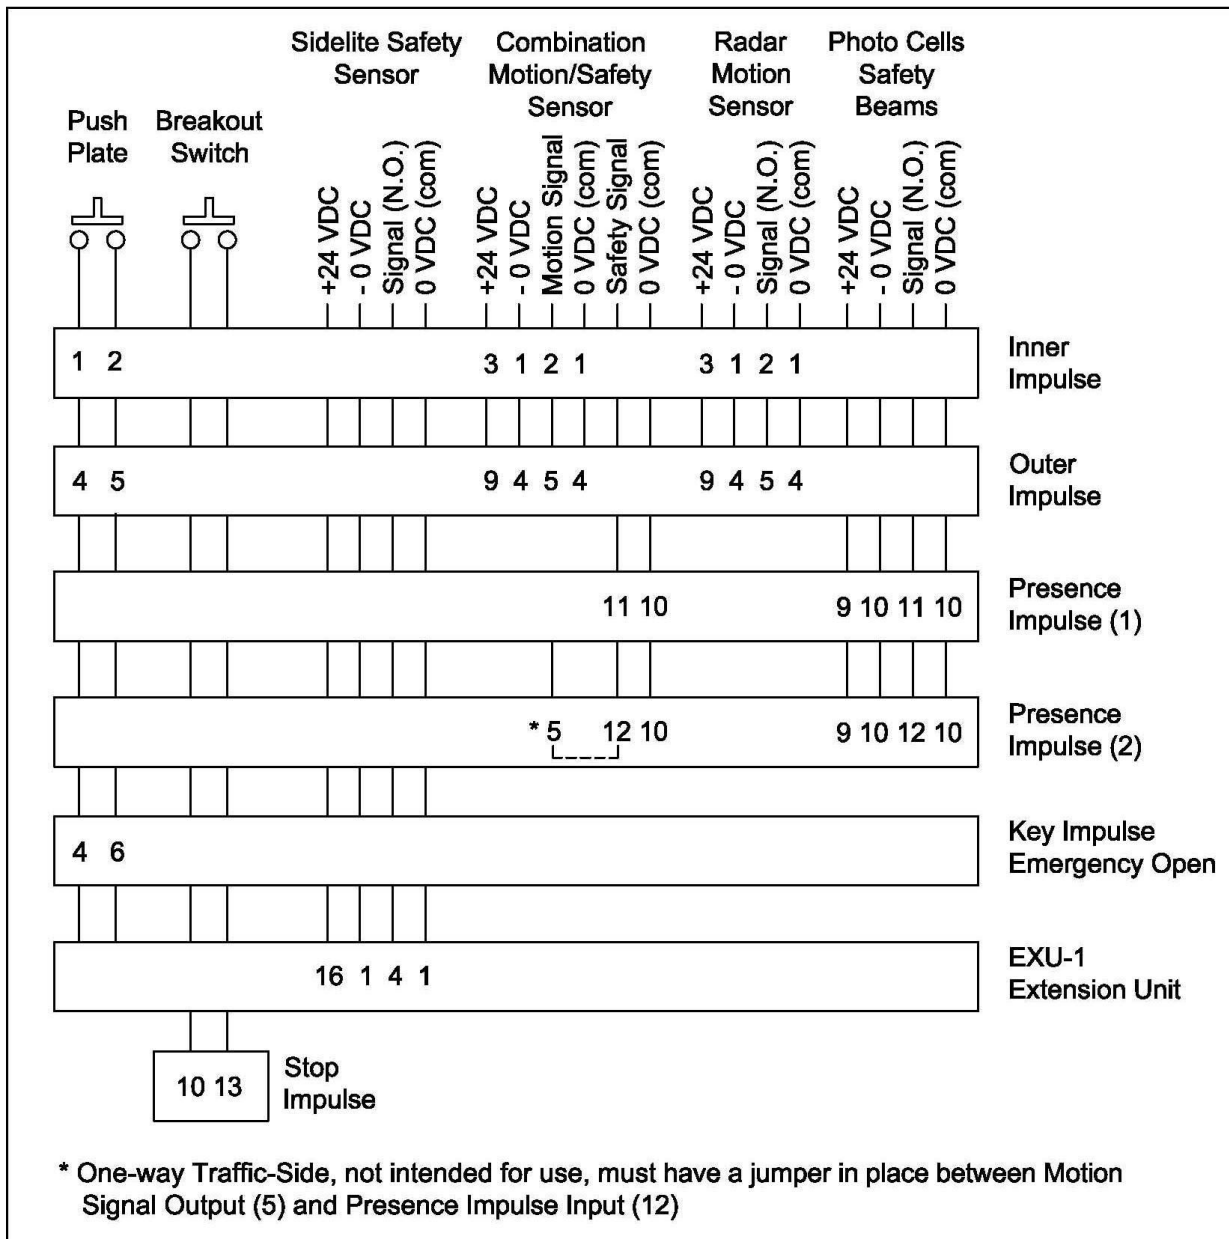 Sidelite Safety
Sensor
Combination
Motion/Safety
Sensor
Radar
Motion
Sensor
Photo Cells
Safety
Beams
Push
Plate
Breakout
Switch
+24 VDC
- 0 VDC
Signal (N.O.)
0 VDC (com)
+24 VDC
- 0 VDC
Motion Signal
0 VDC (com)
Safety Signal
0 VDC (com)
+24 VDC
- 0 VDC
Signal (N.O.)
0 VDC (com)
+24 VDC
- 0 VDC
Signal (N.O.)
0 VDC (com)
1 2 3 1 2 1 3 1 2 1
Inner
Impulse
4 5 9 4 5 4 9 4 5 4
Outer
Impulse
11 10 9 10 11 10
Presence
Impulse (1)
* 5 12 10 9 10 12 10
Presence
Impulse (2)
4 6
Key Impulse
Emergency Open
16 1 4 1
EXU-1
Extension Unit
10 13
Stop
Impulse
* One-way Traffic-Side, not intended for use, must have a jumper in place between Motion
Signal Output (5) and Presence Impulse Input (12)